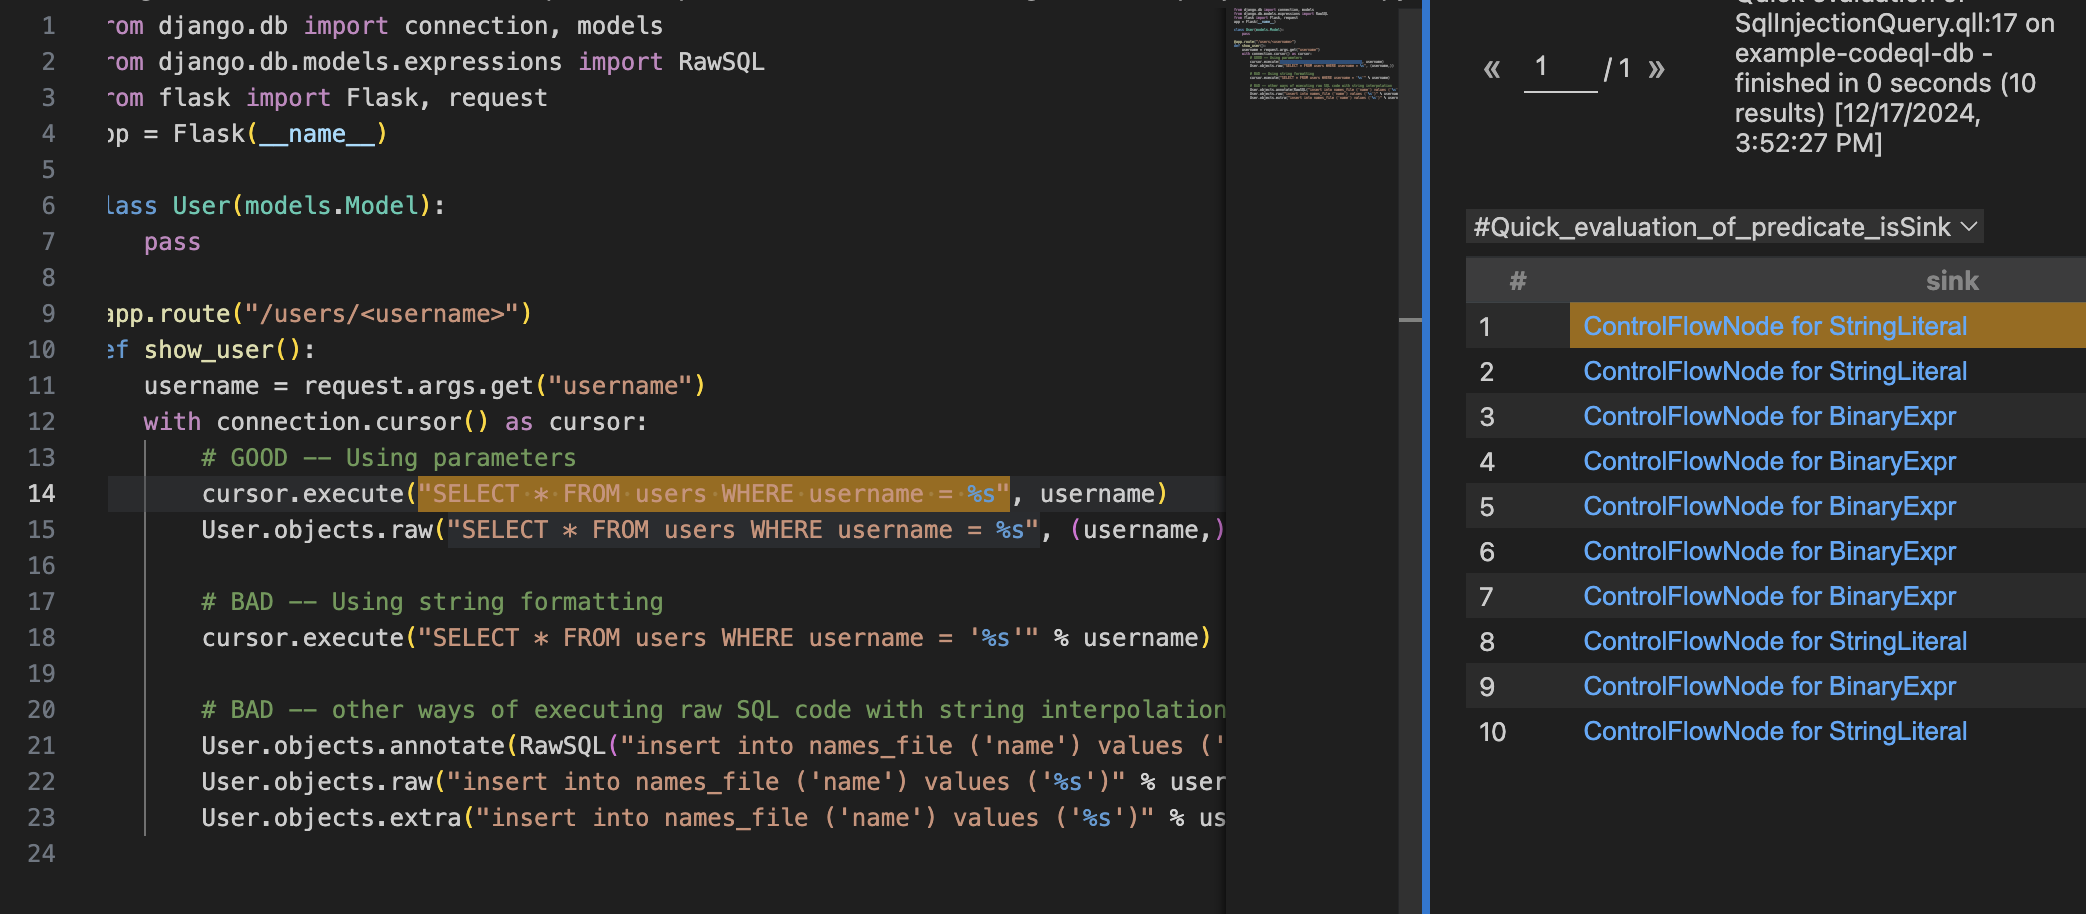 1 rom django.db import connection, models
2 rom django.db.models.expressions import RawSQL
3 rom flask import Flask, request
4 pp = Flask(__name__)
5
6 lass User(models.Model):
7 pass
8
9 app.route("/users/<username>")
10 ef show_user():
11 username = request.args.get("username")
12 with connection.cursor() as cursor:
13 # GOOD -- Using parameters
14 cursor.execute("SELECT * FROM users WHERE username = %s", username)
15 User.objects.raw("SELECT * FROM users WHERE username = %s", (username,)
16
17 # BAD -- Using string formatting
18 cursor.execute("SELECT * FROM users WHERE username = '%s'" % username)
19
20 # BAD -- other ways of executing raw SQL code with string interpolation
21 User.objects.annotate(RawSQL("insert into names_file ('name') values ('
22 User.objects.raw("insert into names_file ('name') values ('%s')" % user
23 User.objects.extra("insert into names_file ('name') values ('%s')" % us
24
« 1 / 1 »
Quick evaluation of
SqlInjectionQuery.qll:17 on
example-codeql-db -
finished in 0 seconds (10
results) [12/17/2024,
3:52:27 PM]
#Quick_evaluation_of_predicate_isSink
# sink
1 ControlFlowNode for StringLiteral
2 ControlFlowNode for StringLiteral
3 ControlFlowNode for BinaryExpr
4 ControlFlowNode for BinaryExpr
5 ControlFlowNode for BinaryExpr
6 ControlFlowNode for BinaryExpr
7 ControlFlowNode for BinaryExpr
8 ControlFlowNode for StringLiteral
9 ControlFlowNode for BinaryExpr
10 ControlFlowNode for StringLiteral